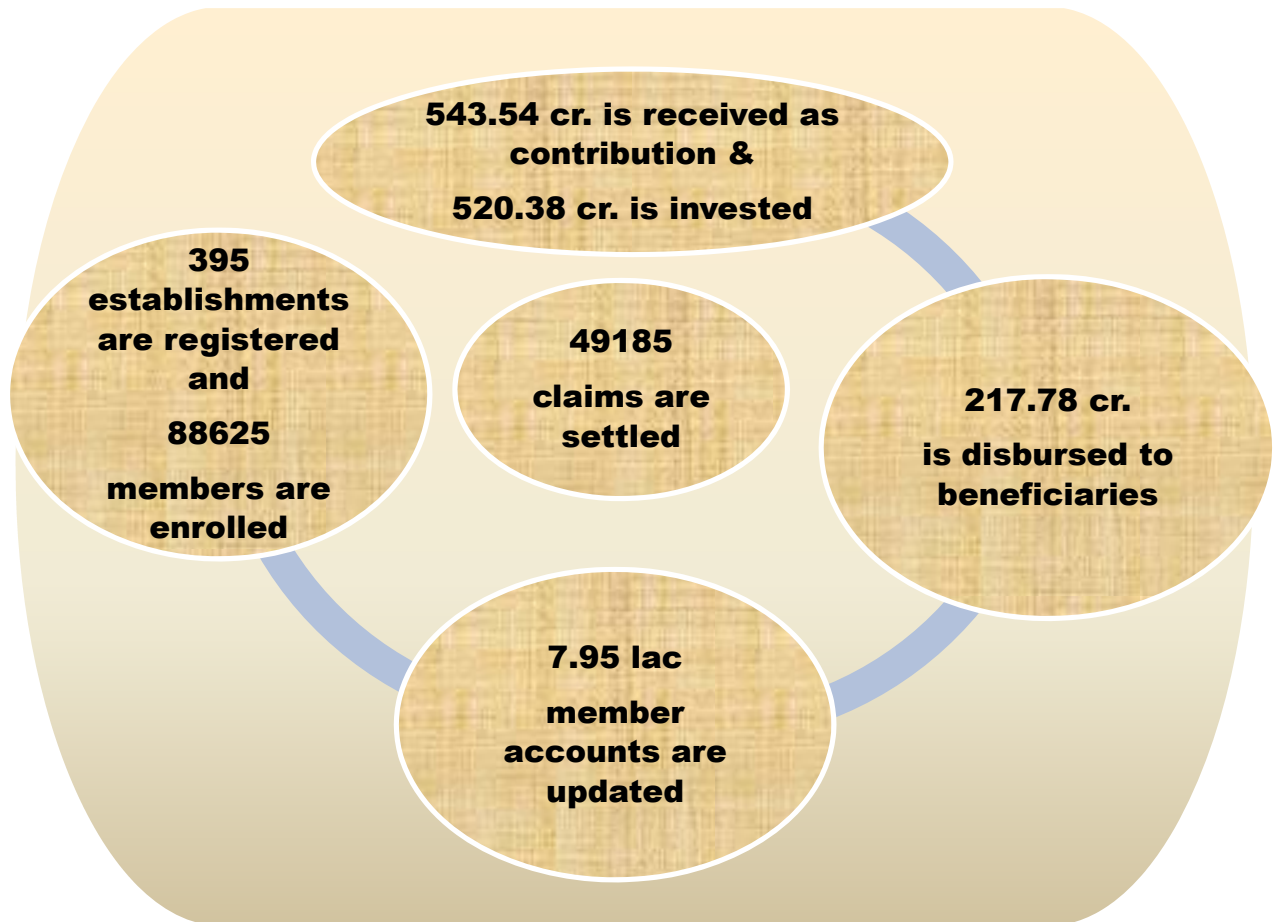 543.54 cr. is received as
contribution &
520.38 cr. is invested
395
establishments
are registered
and
88625
members are
enrolled
49185
claims are
settled
217.78 cr.
is disbursed to
beneficiaries
7.95 lac
member
accounts are
updated